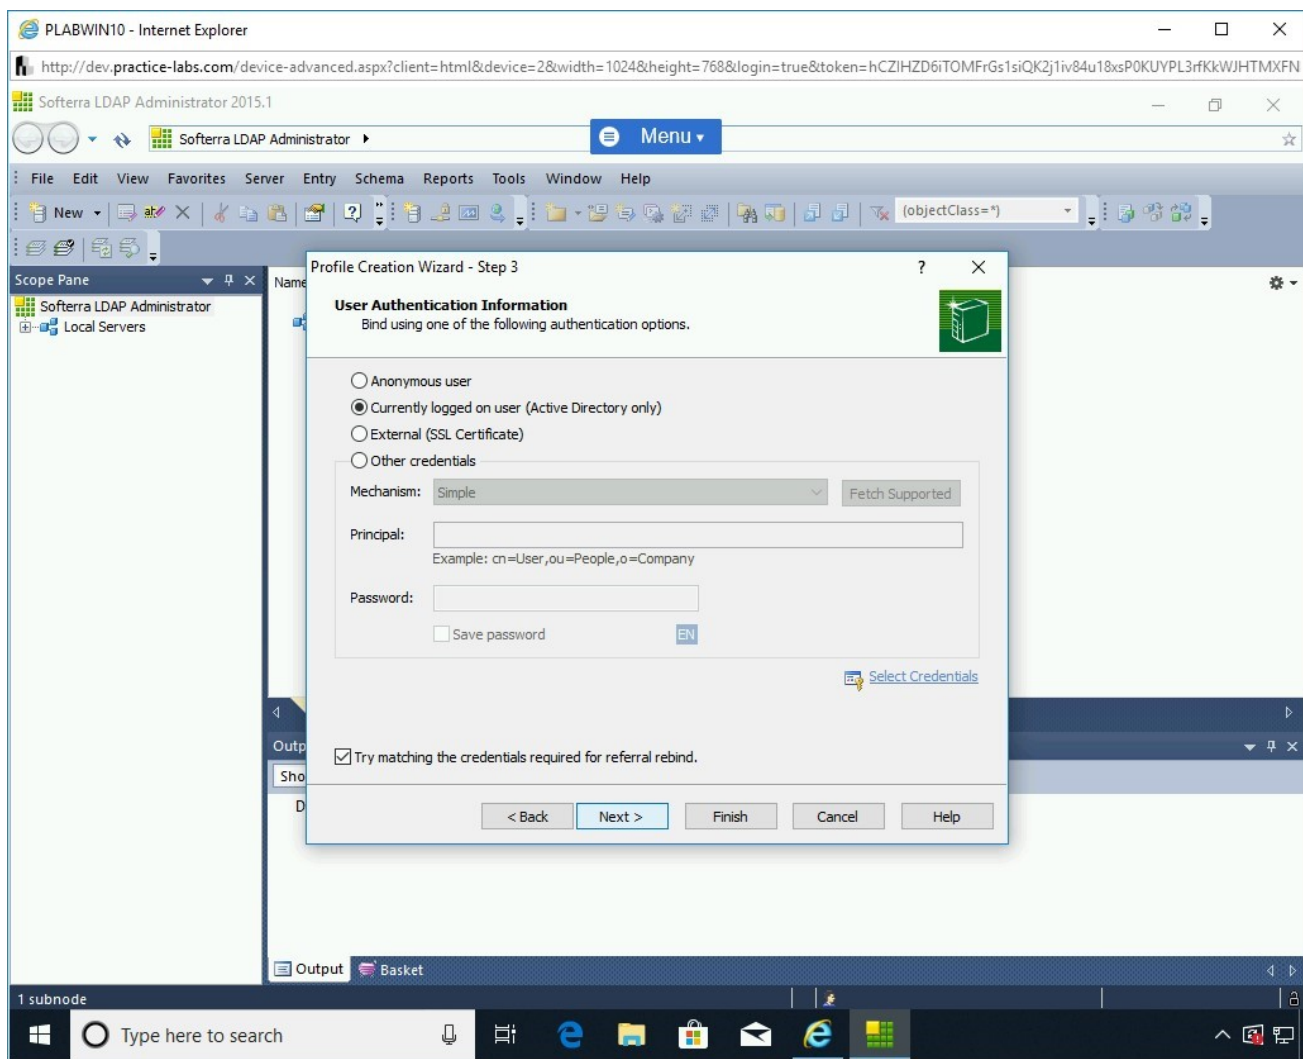 PLABWIN10 - Internet Explorer
http://dev.practice-labs.com/device-advanced.aspx?client=html&device=2&width=1024&height=768&login=true&token=hCZIHZD6iTOMFrGs1siQK2j1iv84u18xsP0KUYPL3rfKkWJHTMXFN
Softerra LDAP Administrator 2015.1
Softerra LDAP Administrator
Menu
File Edit View Favorites Server Entry Schema Reports Tools Window Help
New
(objectClass=*)
Scope Pane
Name
Softerra LDAP Administrator
Local Servers
Profile Creation Wizard - Step 3
User Authentication Information
Bind using one of the following authentication options.
Anonymous user
Currently logged on user (Active Directory only)
External (SSL Certificate)
Other credentials
Mechanism: Simple Fetch Supported
Principal:
Example: cn=User,ou=People,o=Company
Password:
Save password EN
Select Credentials
Try matching the credentials required for referral rebind.
< Back Next > Finish Cancel Help
Outp
Sho
D
Output Basket
1 subnode
Type here to search